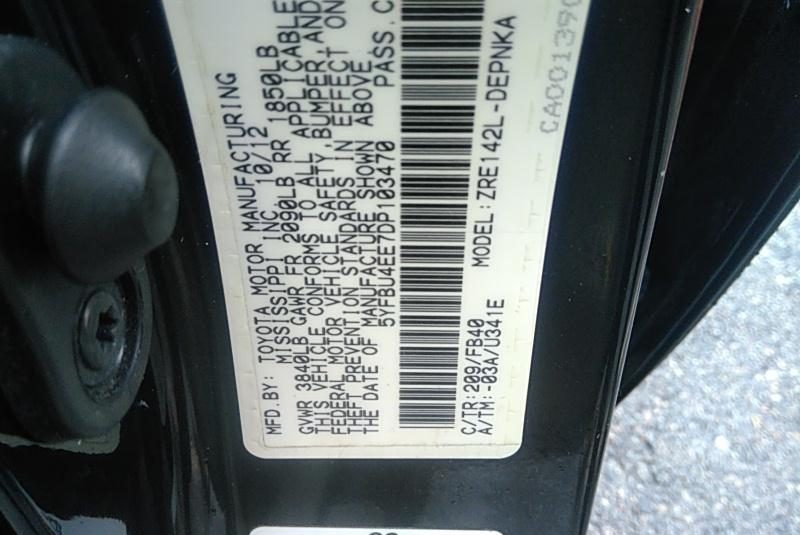 MFD.BY: TOYOTA MOTOR MANUFACTURING
MISSISSIPPI INC 10/12
GVWR 3840LB GAWR FR 2090LB RR 1850LB
THIS VEHICLE CONFORMS TO ALL APPLICABLE
FEDERAL MOTOR VEHICLE SAFETY, BUMPER, AND
THEFT PREVENTION STANDARDS IN EFFECT ON
THE DATE OF MANUFACTURE SHOWN ABOVE
5YFBU4EE7DP103470 PASS.C
C/TR:209/FB40 MODEL:ZRE142L-DEPNKA
A/TM:-03A/U341E
CA001390